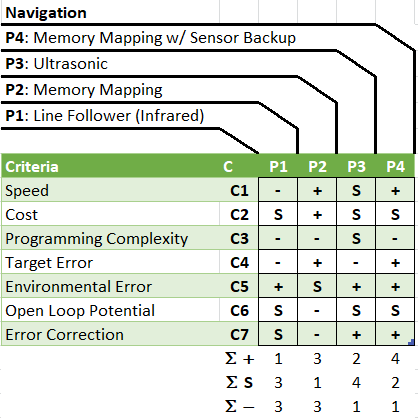 Navigation
P4: Memory Mapping w/ Sensor Backup
P3: Ultrasonic
P2: Memory Mapping
P1: Line Follower (Infrared)
Criteria C P1 P2 P3 P4
Speed C1 - + S +
Cost C2 S + S S
Programming Complexity C3 - - S -
Target Error C4 - + - +
Environmental Error C5 + S + +
Open Loop Potential C6 S - S S
Error Correction C7 S - + +
Σ + 1 3 2 4
Σ S 3 1 4 2
Σ − 3 3 1 1